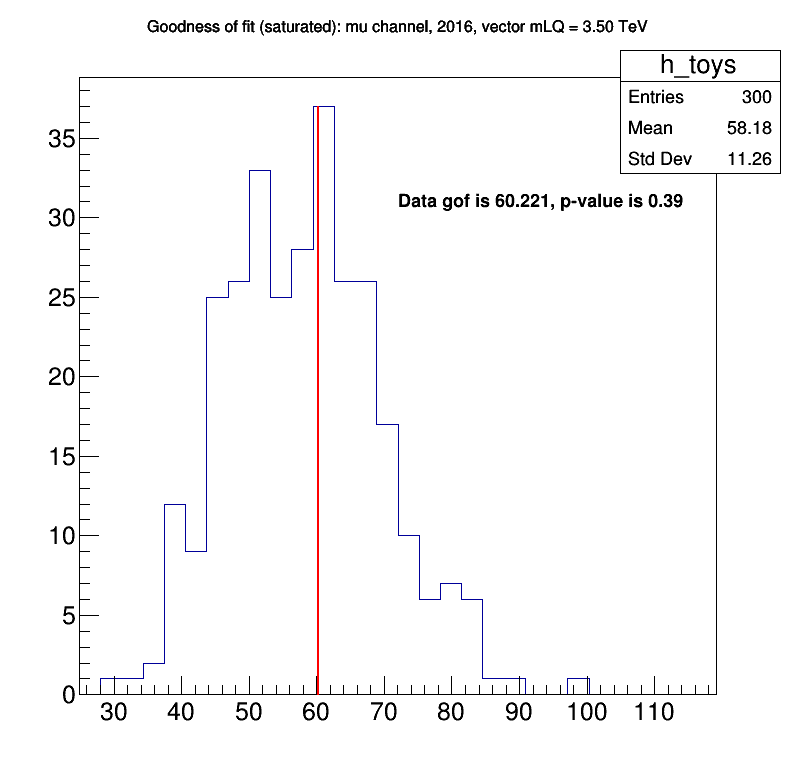 Goodness of fit (saturated): mu channel, 2016, vector mLQ = 3.50 TeV
h_toys
Entries 300
Mean 58.18
Std Dev 11.26
Data gof is 60.221, p-value is 0.39
35
30
25
20
15
10
5
0
30 40 50 60 70 80 90 100 110